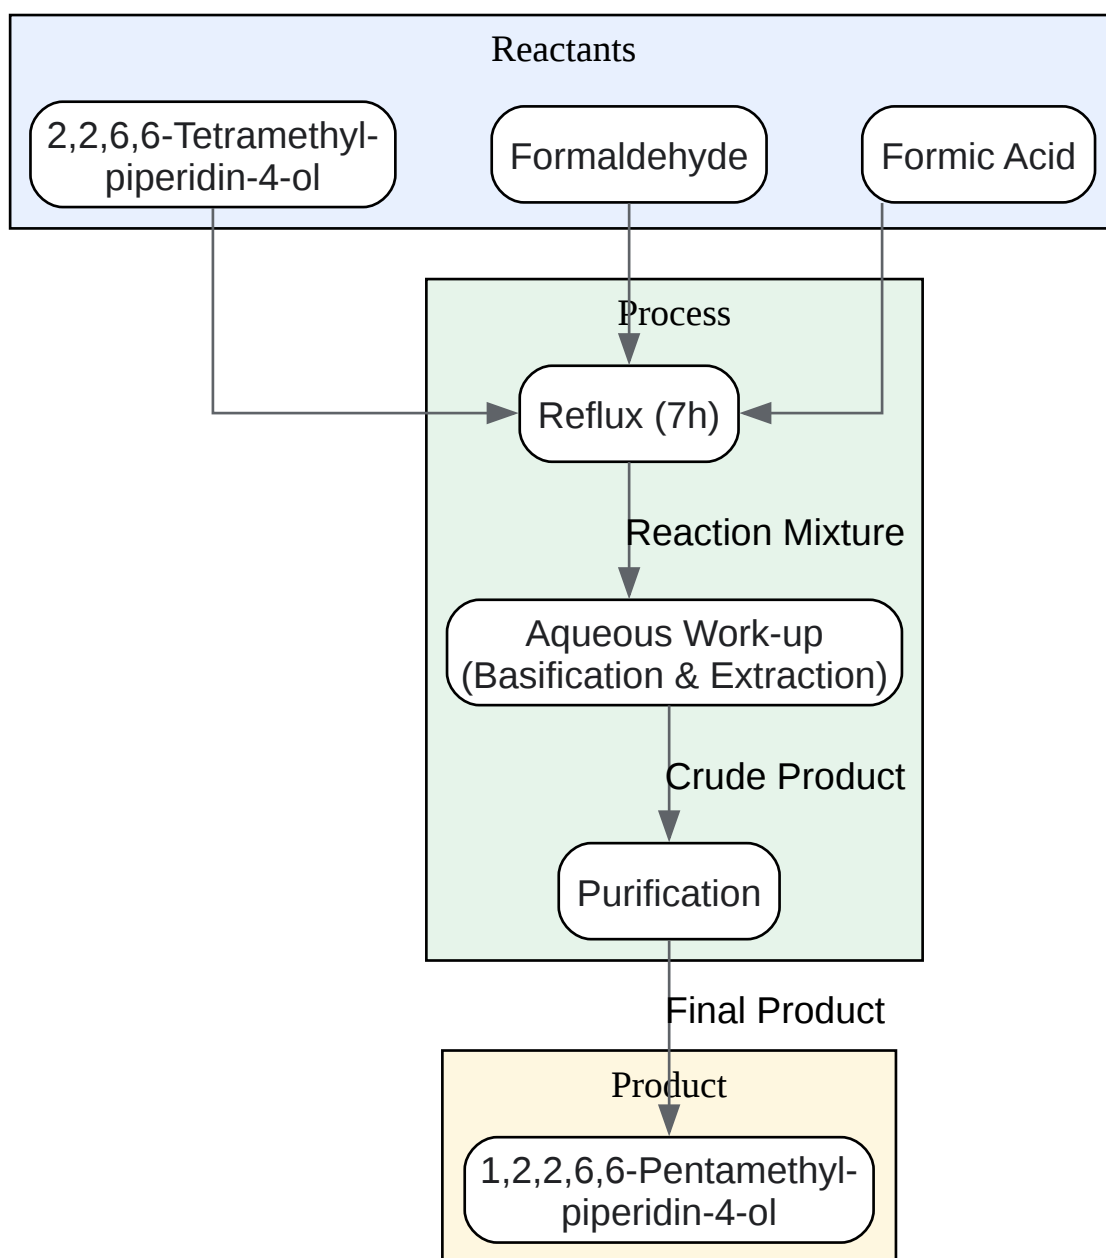 Reactants
2,2,6,6-Tetramethyl-
piperidin-4-ol
Formaldehyde
Formic Acid
Process
Reflux (7h)
Reaction Mixture
Aqueous Work-up
(Basification & Extraction)
Crude Product
Purification
Final Product
Product
1,2,2,6,6-Pentamethyl-
piperidin-4-ol